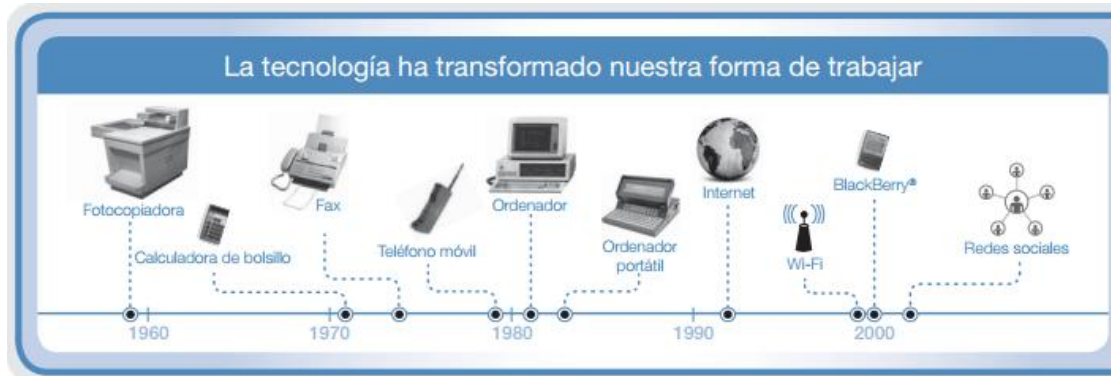 La tecnología ha transformado nuestra forma de trabajar
Fotocopiadora
Calculadora de bolsillo
Fax
Teléfono móvil
Ordenador
Ordenador
portátil
Internet
Wi-Fi
BlackBerry®
Redes sociales
1960
1970
1980
1990
2000